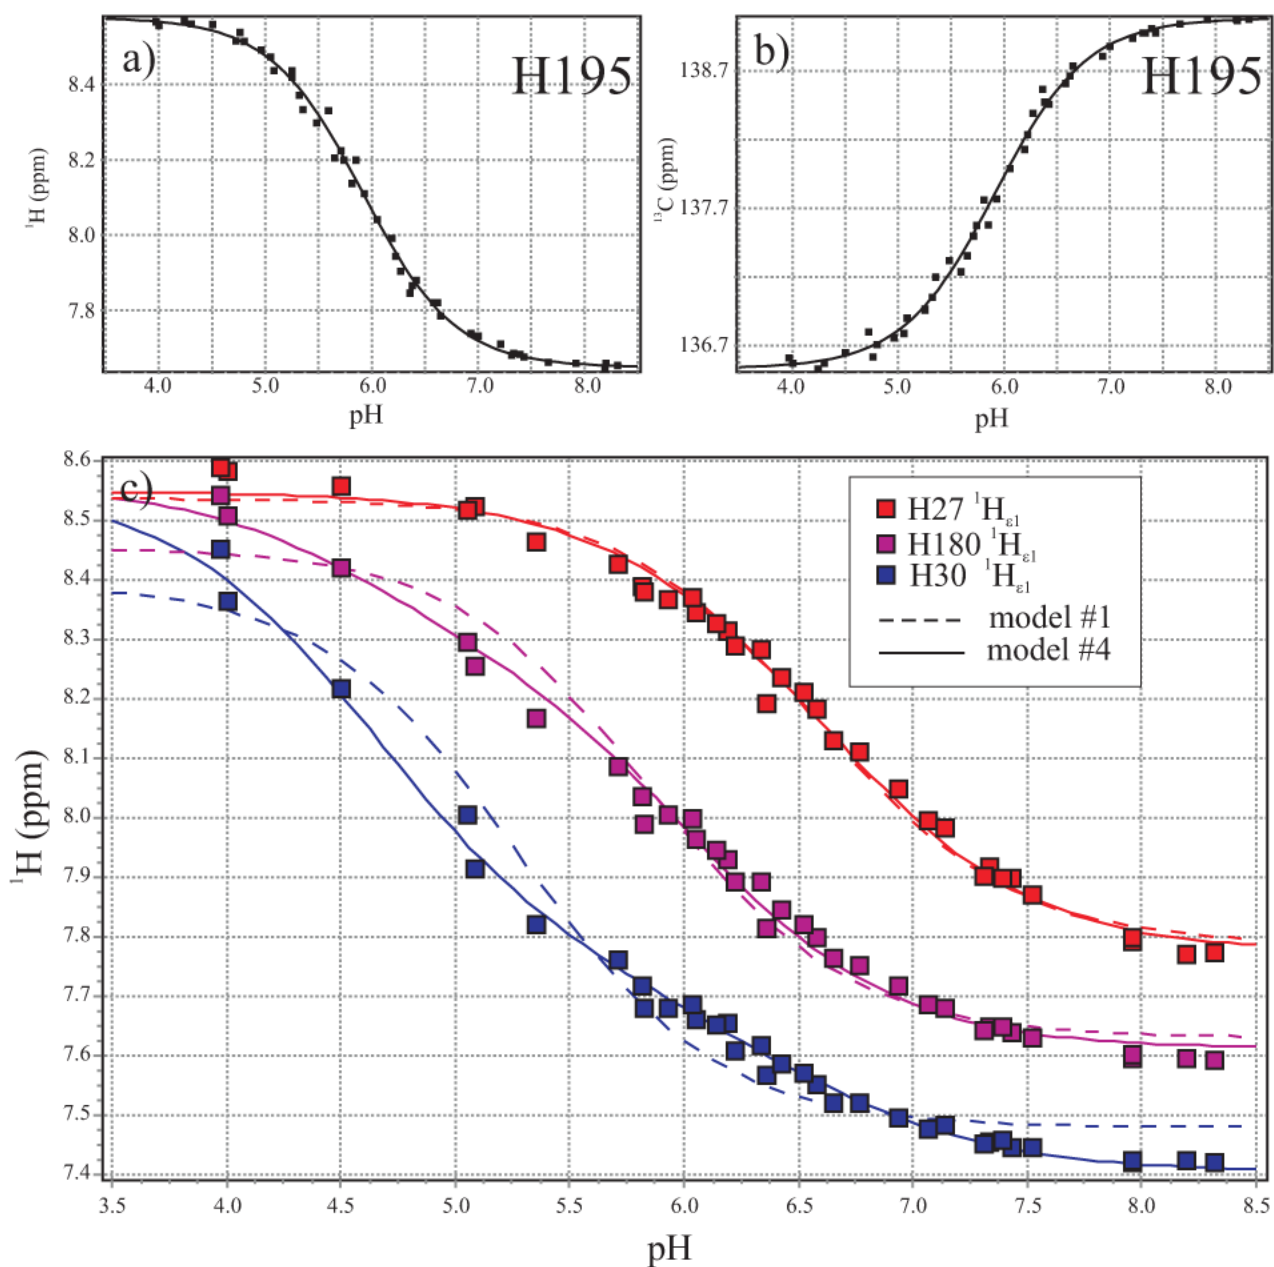 a)
H195
8.4
8.2
8.0
7.8
¹H (ppm)
4.0 5.0 6.0 7.0 8.0
pH
b)
H195
138.7
137.7
136.7
¹³C (ppm)
4.0 5.0 6.0 7.0 8.0
pH
c)
8.6
8.5
8.4
8.3
8.2
8.1
8.0
7.9
7.8
7.7
7.6
7.5
7.4
¹H (ppm)
H27 ¹Hε1
H180 ¹Hε1
H30 ¹Hε1
model #1
model #4
3.5 4.0 4.5 5.0 5.5 6.0 6.5 7.0 7.5 8.0 8.5
pH